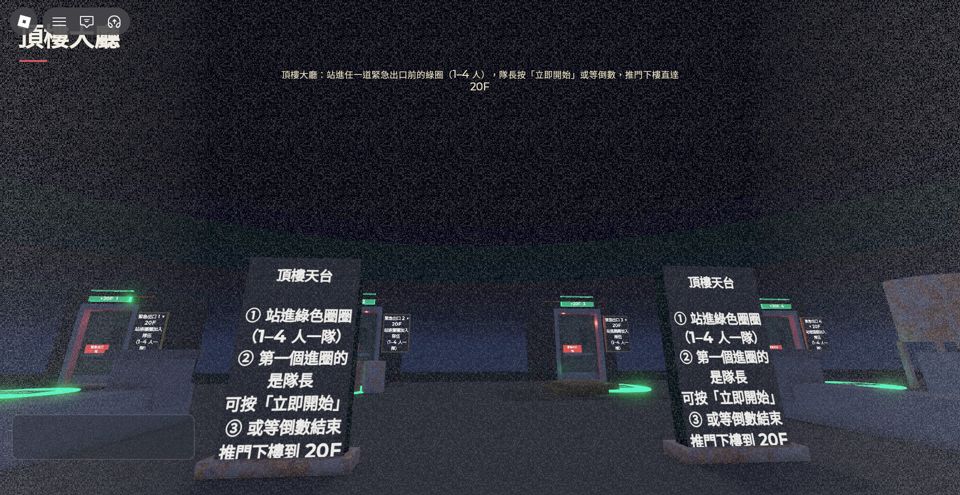 頂樓大廳
頂樓大廳：站進任一道緊急出口前的綠圈（1–4 人），隊長按「立即開始」或等倒數，推門下樓直達
20F
頂樓天台
① 站進綠色圈圈
（1–4 人一隊）
② 第一個進圈的
是隊長
可按「立即開始」
③ 或等倒數結束
推門下樓到 20F
頂樓天台
① 站進綠色圈圈
（1–4 人一隊）
② 第一個進圈的
是隊長
可按「立即開始」
③ 或等倒數結束
推門下樓到 20F
20F
20F